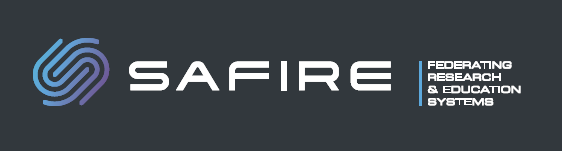 SAFIRE
FEDERATING
RESEARCH
& EDUCATION
SYSTEMS